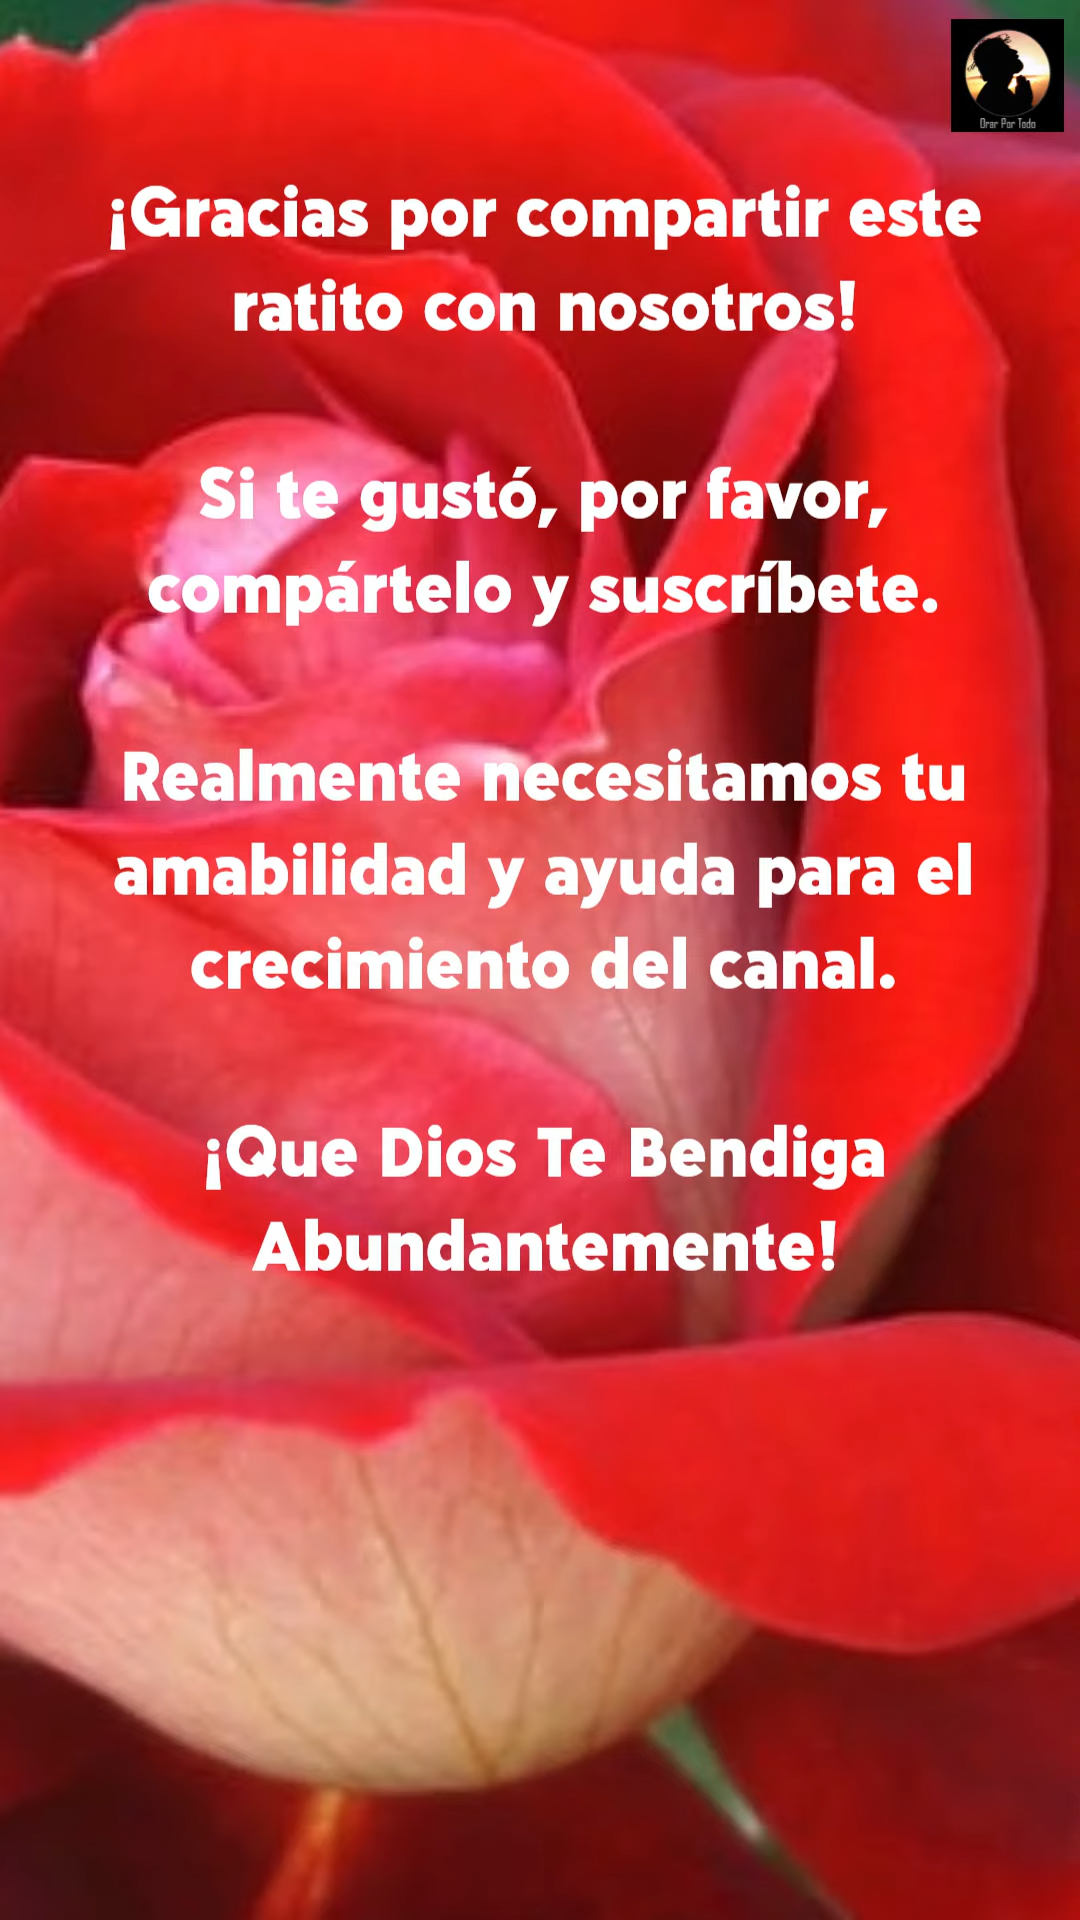 Orar Por Todo
¡Gracias por compartir este
ratito con nosotros!
Si te gustó, por favor,
compártelo y suscríbete.
Realmente necesitamos tu
amabilidad y ayuda para el
crecimiento del canal.
¡Que Dios Te Bendiga
Abundantemente!